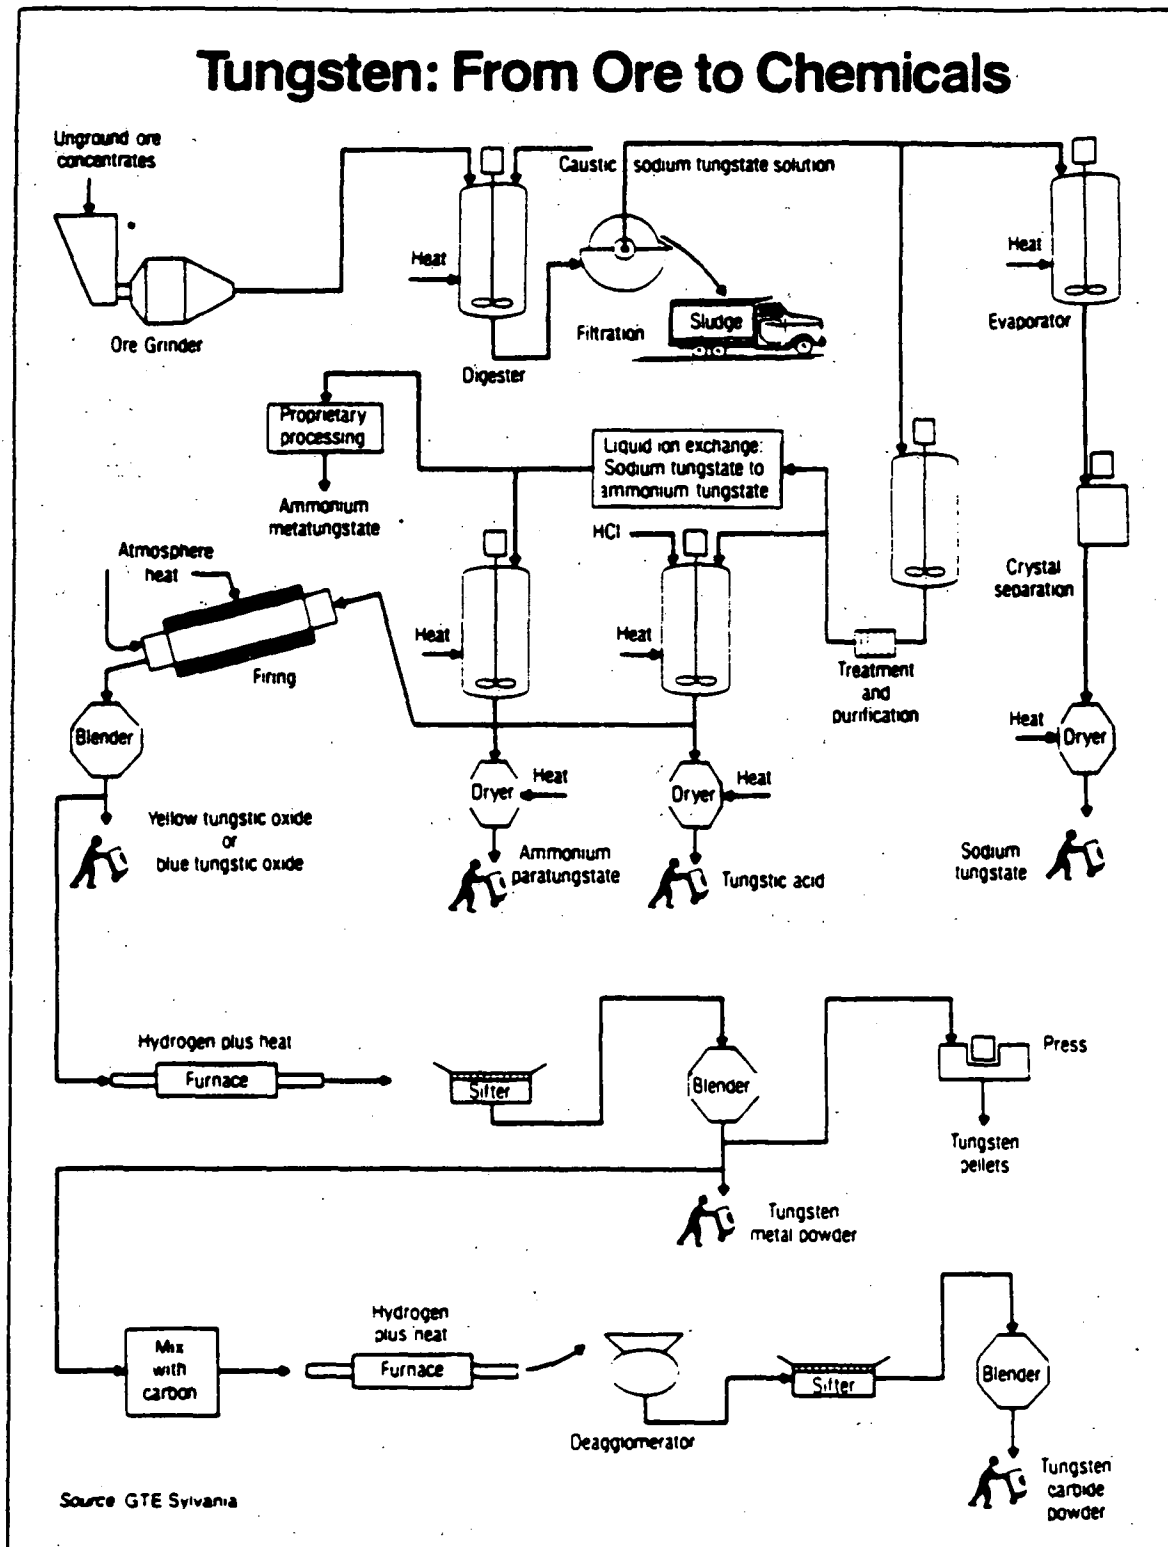 Tungsten: From Ore to Chemicals
Unground ore
concentrates
Ore Grinder
Heat
Digester
Caustic
sodium tungstate solution
Filtration
Sludge
Heat
Evaporator
Proprietary
processing
Ammonium
metatungstate
Liquid ion exchange:
Sodium tungstate to
ammonium tungstate
HCl
Atmosphere
heat
Firing
Heat
Heat
Treatment
and
purification
Crystal
separation
Blender
Yellow tungstic oxide
or
blue tungstic oxide
Dryer
Heat
Ammonium
paratungstate
Dryer
Heat
Tungstic acid
Heat
Dryer
Sodium
tungstate
Hydrogen plus heat
Furnace
Sifter
Blender
Press
Tungsten
pellets
Tungsten
metal powder
Mix
with
carbon
Hydrogen
plus heat
Furnace
Deagglomerator
Sifter
Blender
Tungsten
carbide
powder
Source GTE Sylvania